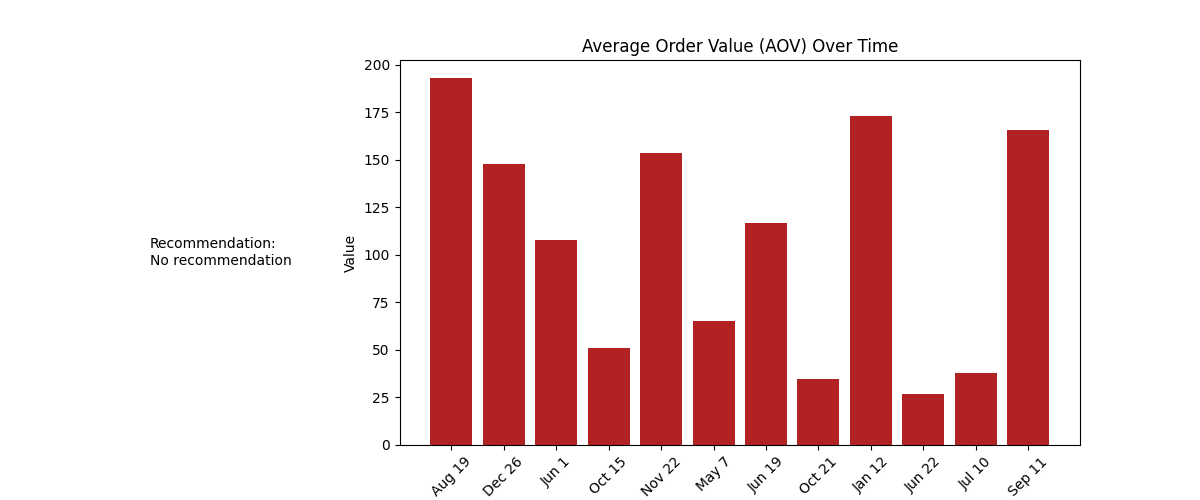 Average Order Value (AOV) Over Time
Recommendation:
No recommendation
Value
200
175
150
125
100
75
50
25
0
Aug 19
Dec 26
Jun 1
Oct 15
Nov 22
May 7
Jun 19
Oct 21
Jan 12
Jun 22
Jul 10
Sep 11